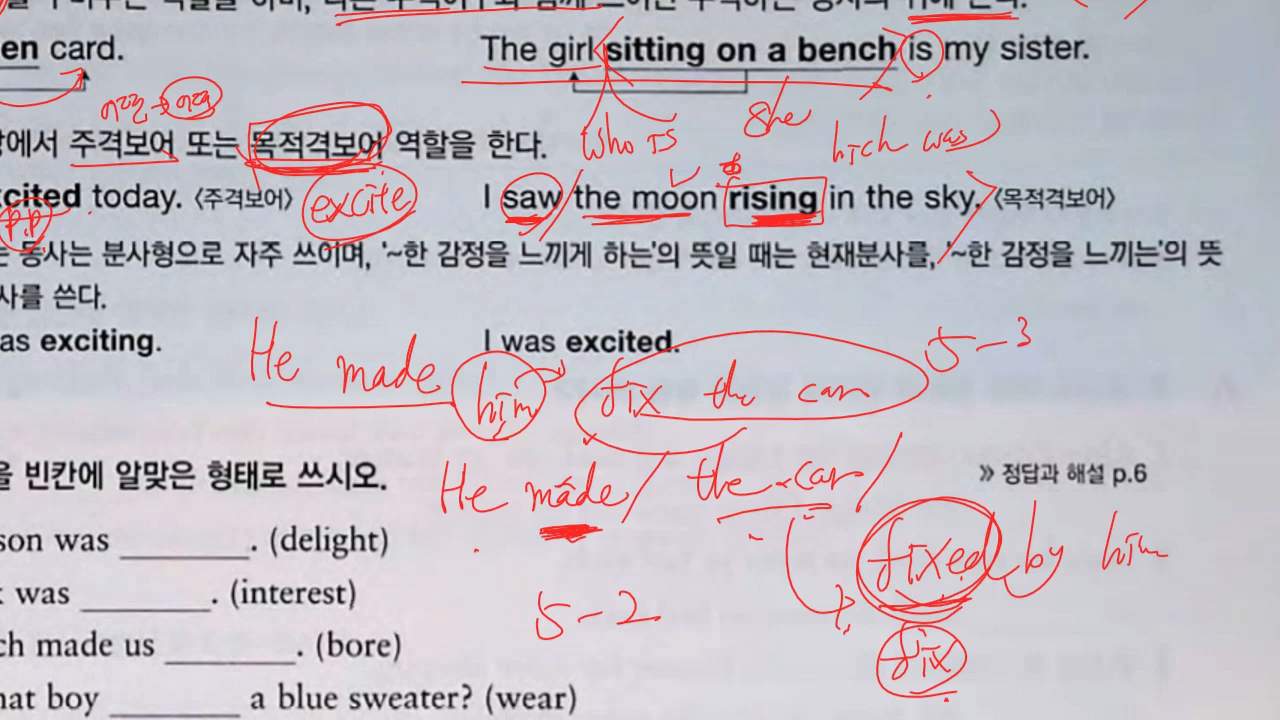 주는 역할을 하며,
en card.
The girl sitting on a bench is my sister.
who is
she
hich was
에서 주격보어 또는 목적격보어 역할을 한다.
xcited today. 〈주격보어〉
excite
I saw the moon rising in the sky. 〈목적격보어〉
p.p
동사는 분사형으로 자주 쓰이며, '~한 감정을 느끼게 하는'의 뜻일 때는 현재분사를, '~한 감정을 느끼는'의 뜻
사를 쓴다.
as exciting.
I was excited.
He made him fix the car
5-3
을 빈칸에 알맞은 형태로 쓰시오.
» 정답과 해설 p.6
He made / the car / fixed by him
fix
5-2
son was ________. (delight)
was ________. (interest)
ch made us ________. (bore)
hat boy ________ a blue sweater? (wear)